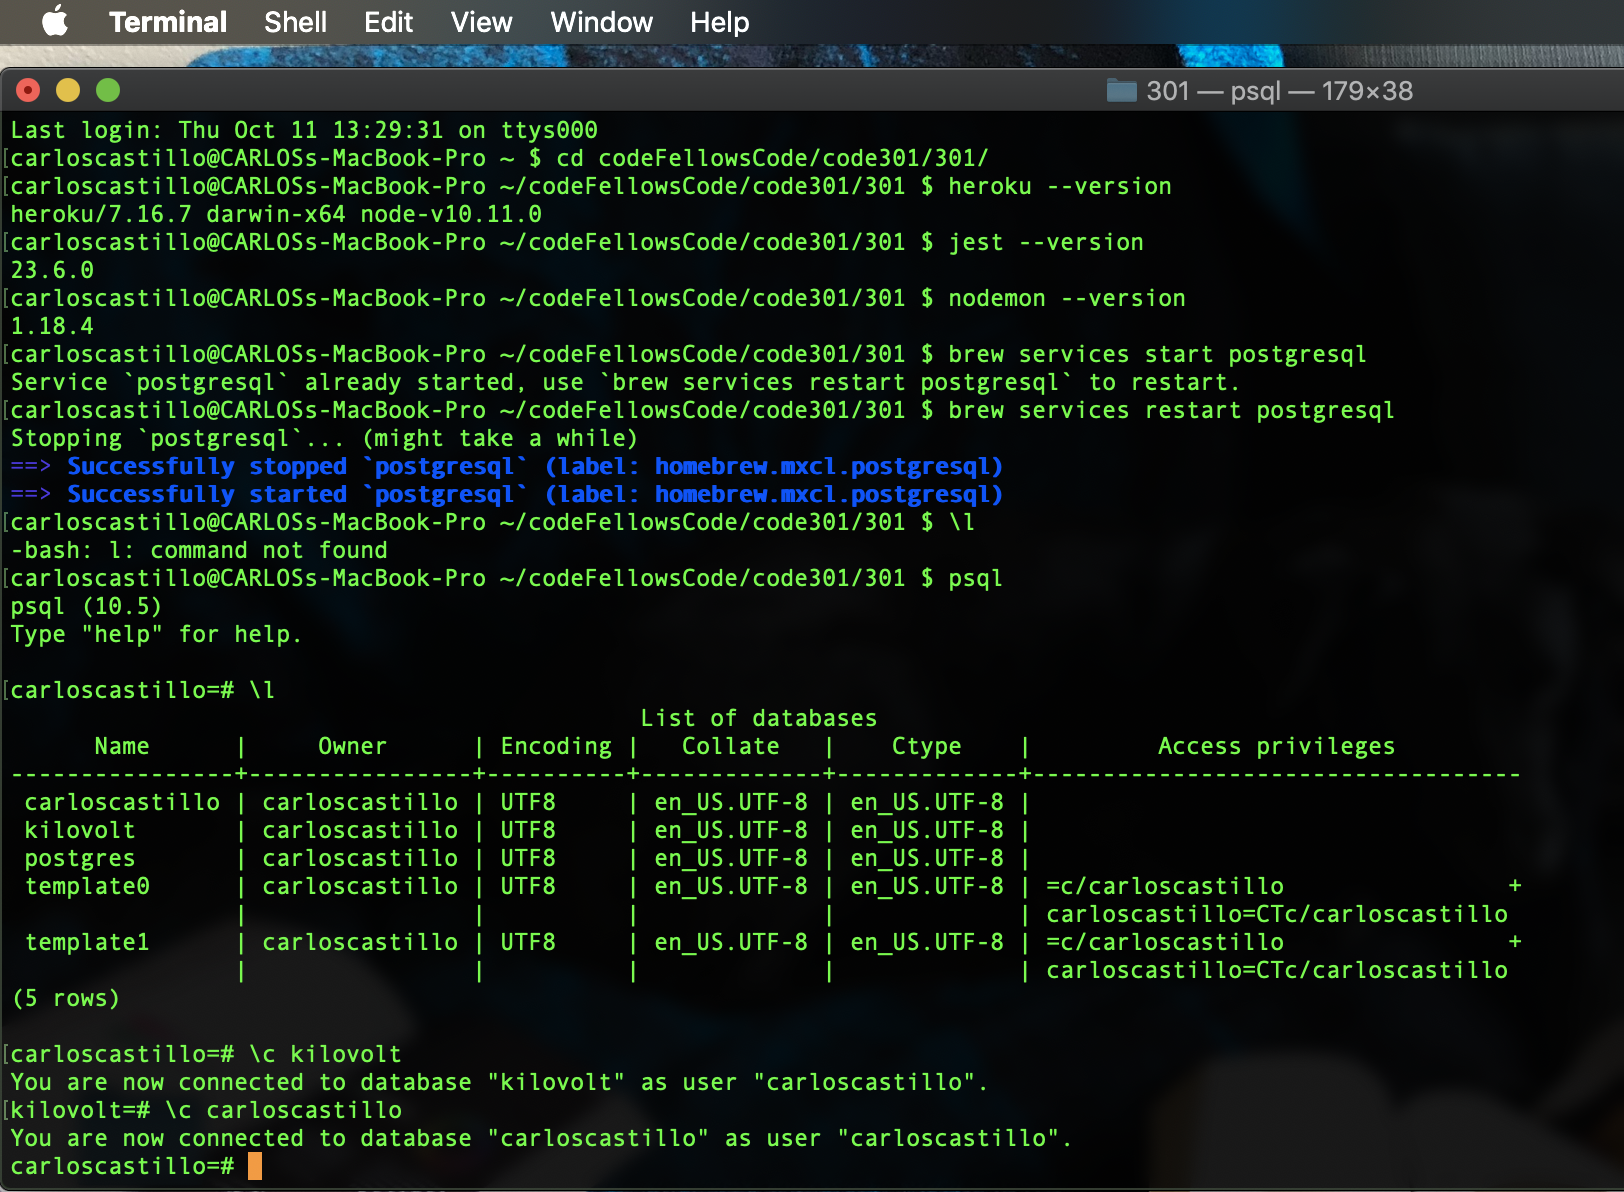 Terminal Shell Edit View Window Help
301 — psql — 179×38
Last login: Thu Oct 11 13:29:31 on ttys000
[carloscastillo@CARLOSs-MacBook-Pro ~ $ cd codeFellowsCode/code301/301/
[carloscastillo@CARLOSs-MacBook-Pro ~/codeFellowsCode/code301/301 $ heroku --version
heroku/7.16.7 darwin-x64 node-v10.11.0
[carloscastillo@CARLOSs-MacBook-Pro ~/codeFellowsCode/code301/301 $ jest --version
23.6.0
[carloscastillo@CARLOSs-MacBook-Pro ~/codeFellowsCode/code301/301 $ nodemon --version
1.18.4
[carloscastillo@CARLOSs-MacBook-Pro ~/codeFellowsCode/code301/301 $ brew services start postgresql
Service `postgresql` already started, use `brew services restart postgresql` to restart.
[carloscastillo@CARLOSs-MacBook-Pro ~/codeFellowsCode/code301/301 $ brew services restart postgresql
Stopping `postgresql`... (might take a while)
==> Successfully stopped `postgresql` (label: homebrew.mxcl.postgresql)
==> Successfully started `postgresql` (label: homebrew.mxcl.postgresql)
[carloscastillo@CARLOSs-MacBook-Pro ~/codeFellowsCode/code301/301 $ \l
-bash: l: command not found
[carloscastillo@CARLOSs-MacBook-Pro ~/codeFellowsCode/code301/301 $ psql
psql (10.5)
Type "help" for help.

[carloscastillo=# \l
                                             List of databases
      Name      |     Owner      | Encoding |   Collate   |    Ctype    |         Access privileges
----------------+----------------+----------+-------------+-------------+-----------------------------------
 carloscastillo | carloscastillo | UTF8     | en_US.UTF-8 | en_US.UTF-8 |
 kilovolt       | carloscastillo | UTF8     | en_US.UTF-8 | en_US.UTF-8 |
 postgres       | carloscastillo | UTF8     | en_US.UTF-8 | en_US.UTF-8 |
 template0      | carloscastillo | UTF8     | en_US.UTF-8 | en_US.UTF-8 | =c/carloscastillo                +
                |                |          |             |             | carloscastillo=CTc/carloscastillo
 template1      | carloscastillo | UTF8     | en_US.UTF-8 | en_US.UTF-8 | =c/carloscastillo                +
                |                |          |             |             | carloscastillo=CTc/carloscastillo
(5 rows)

[carloscastillo=# \c kilovolt
You are now connected to database "kilovolt" as user "carloscastillo".
[kilovolt=# \c carloscastillo
You are now connected to database "carloscastillo" as user "carloscastillo".
carloscastillo=#